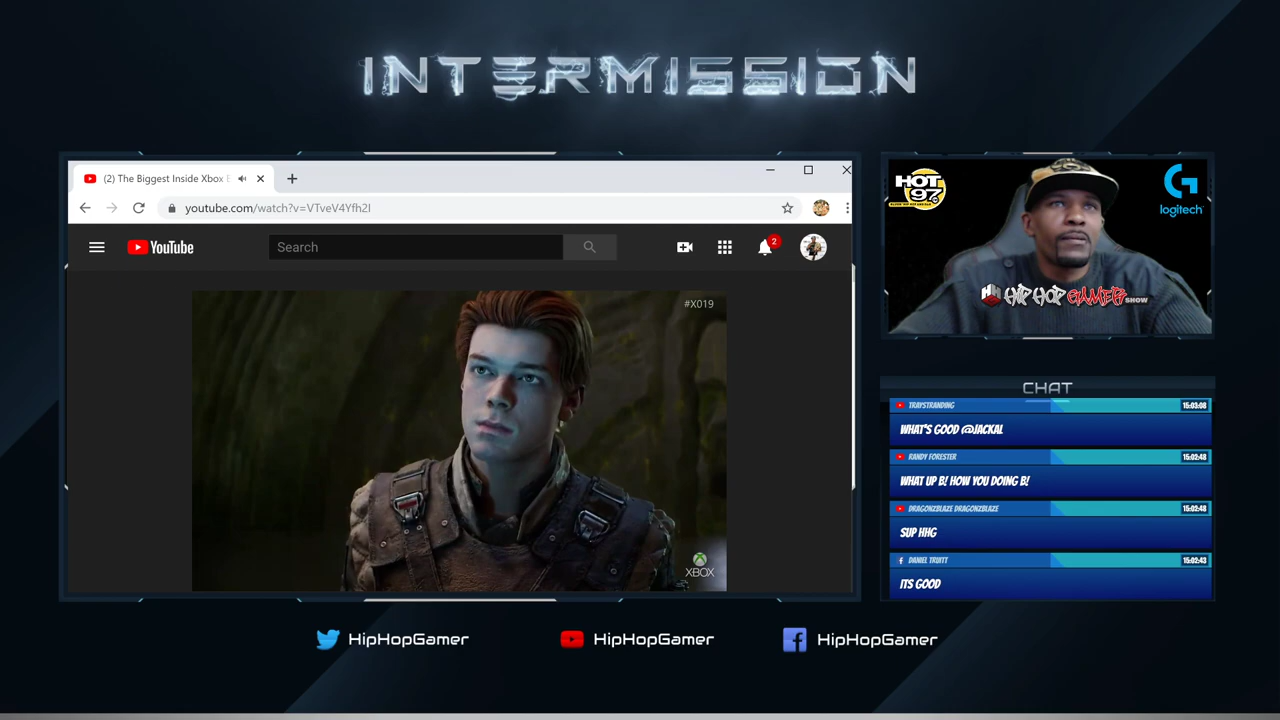 INTERMISSION
(2) The Biggest Inside Xbox E
youtube.com/watch?v=VTveV4Yfh2I
YouTube
Search
2
#X019
XBOX
HOT
97
logitech
HIP HOP GAMER SHOW
CHAT
TRAYSTRANDING
15:03:08
WHAT'S GOOD @JACKAL
RANDY FORESTER
15:02:48
WHAT UP B! HOW YOU DOING B!
DRAGONZBLAZE DRAGONZBLAZE
15:02:48
SUP HHG
DANIEL TRUITT
15:02:43
ITS GOOD
HipHopGamer
HipHopGamer
HipHopGamer